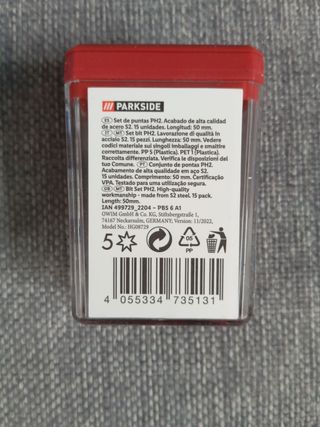 /// PARKSIDE
ES Set de puntas PH2. Acabado de alta calidad
de acero S2. 15 unidades. Longitud: 50 mm.
IT MT Set bit PH2. Lavorazione di qualità in
acciaio S2. 15 pezzi. Lunghezza: 50 mm. Vedere
codici materiali sui singoli imballaggi e smaltire
correttamente. PP 5 (Plastica). PET 1 (Plastica).
Raccolta differenziata. Verifica le disposizioni del
tuo Comune. PT Conjunto de pontas PH2.
Acabamento de alta qualidade em aço S2.
15 unidades. Comprimento: 50 mm. Certificação
VPA. Testado para uma utilização segura.
GB MT Bit Set PH2. High-quality
workmanship - made from S2 steel. 15 pack.
Length: 50mm.
IAN 499729_2204 – PBS 6 A1
OWIM GmbH & Co. KG, Stiftsbergstraße 1,
74167 Neckarsulm, GERMANY, Version: 11/2022,
Model No.: HG08729
5
05
PP
4 055334 735131